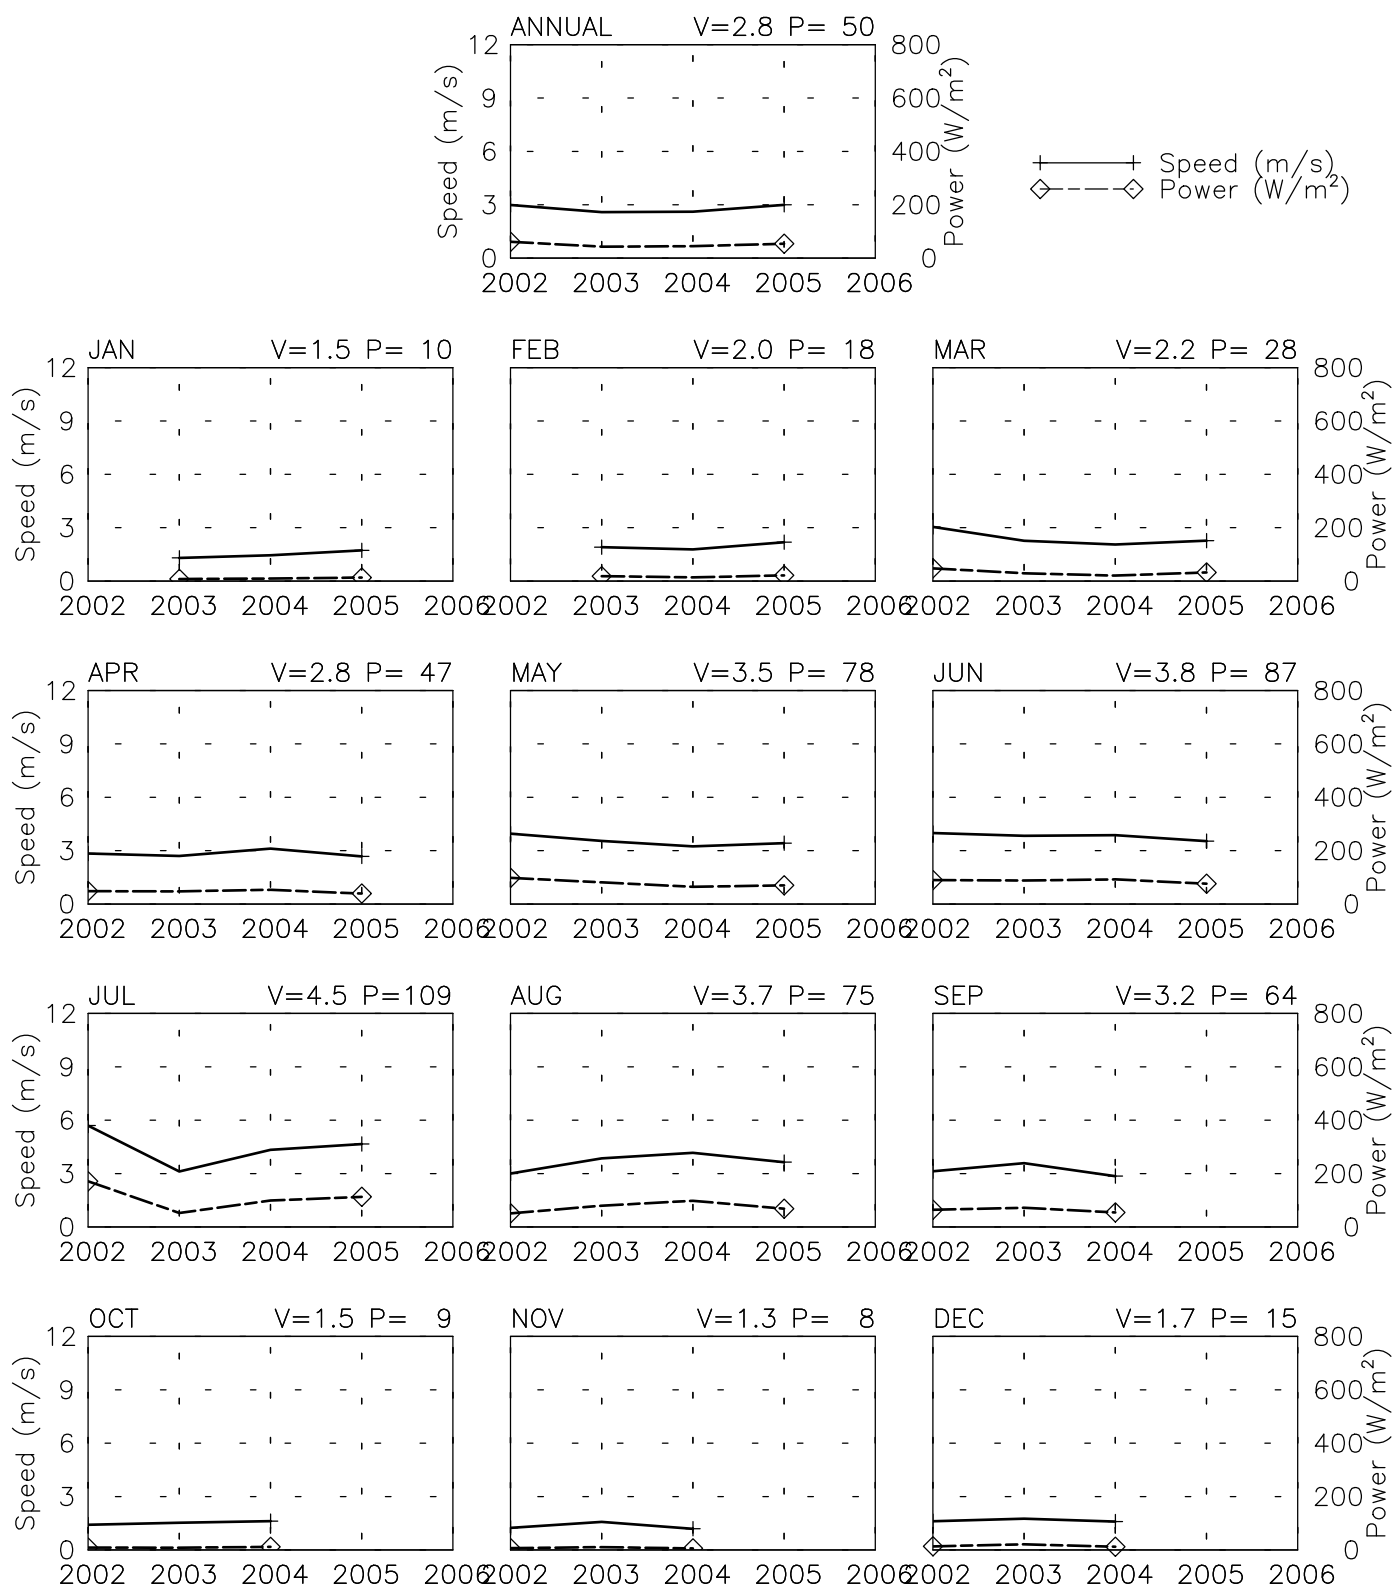 ANNUAL V=2.8 P= 50
12 800
9 600
6 400
3 200
0 0
Speed (m/s)
Power (W/m²)
2002 2003 2004 2005 2006
Speed (m/s)
Power (W/m²)
JAN V=1.5 P= 10 FEB V=2.0 P= 18 MAR V=2.2 P= 28
12 800
9 600
6 400
3 200
0 0
Speed (m/s)
Power (W/m²)
2002 2003 2004 2005 2006 2002 2003 2004 2005 2006 2002 2003 2004 2005 2006
APR V=2.8 P= 47 MAY V=3.5 P= 78 JUN V=3.8 P= 87
12 800
9 600
6 400
3 200
0 0
Speed (m/s)
Power (W/m²)
2002 2003 2004 2005 2006 2002 2003 2004 2005 2006 2002 2003 2004 2005 2006
JUL V=4.5 P=109 AUG V=3.7 P= 75 SEP V=3.2 P= 64
12 800
9 600
6 400
3 200
0 0
Speed (m/s)
Power (W/m²)
2002 2003 2004 2005 2006 2002 2003 2004 2005 2006 2002 2003 2004 2005 2006
OCT V=1.5 P= 9 NOV V=1.3 P= 8 DEC V=1.7 P= 15
12 800
9 600
6 400
3 200
0 0
Speed (m/s)
Power (W/m²)
2002 2003 2004 2005 2006 2002 2003 2004 2005 2006 2002 2003 2004 2005 2006